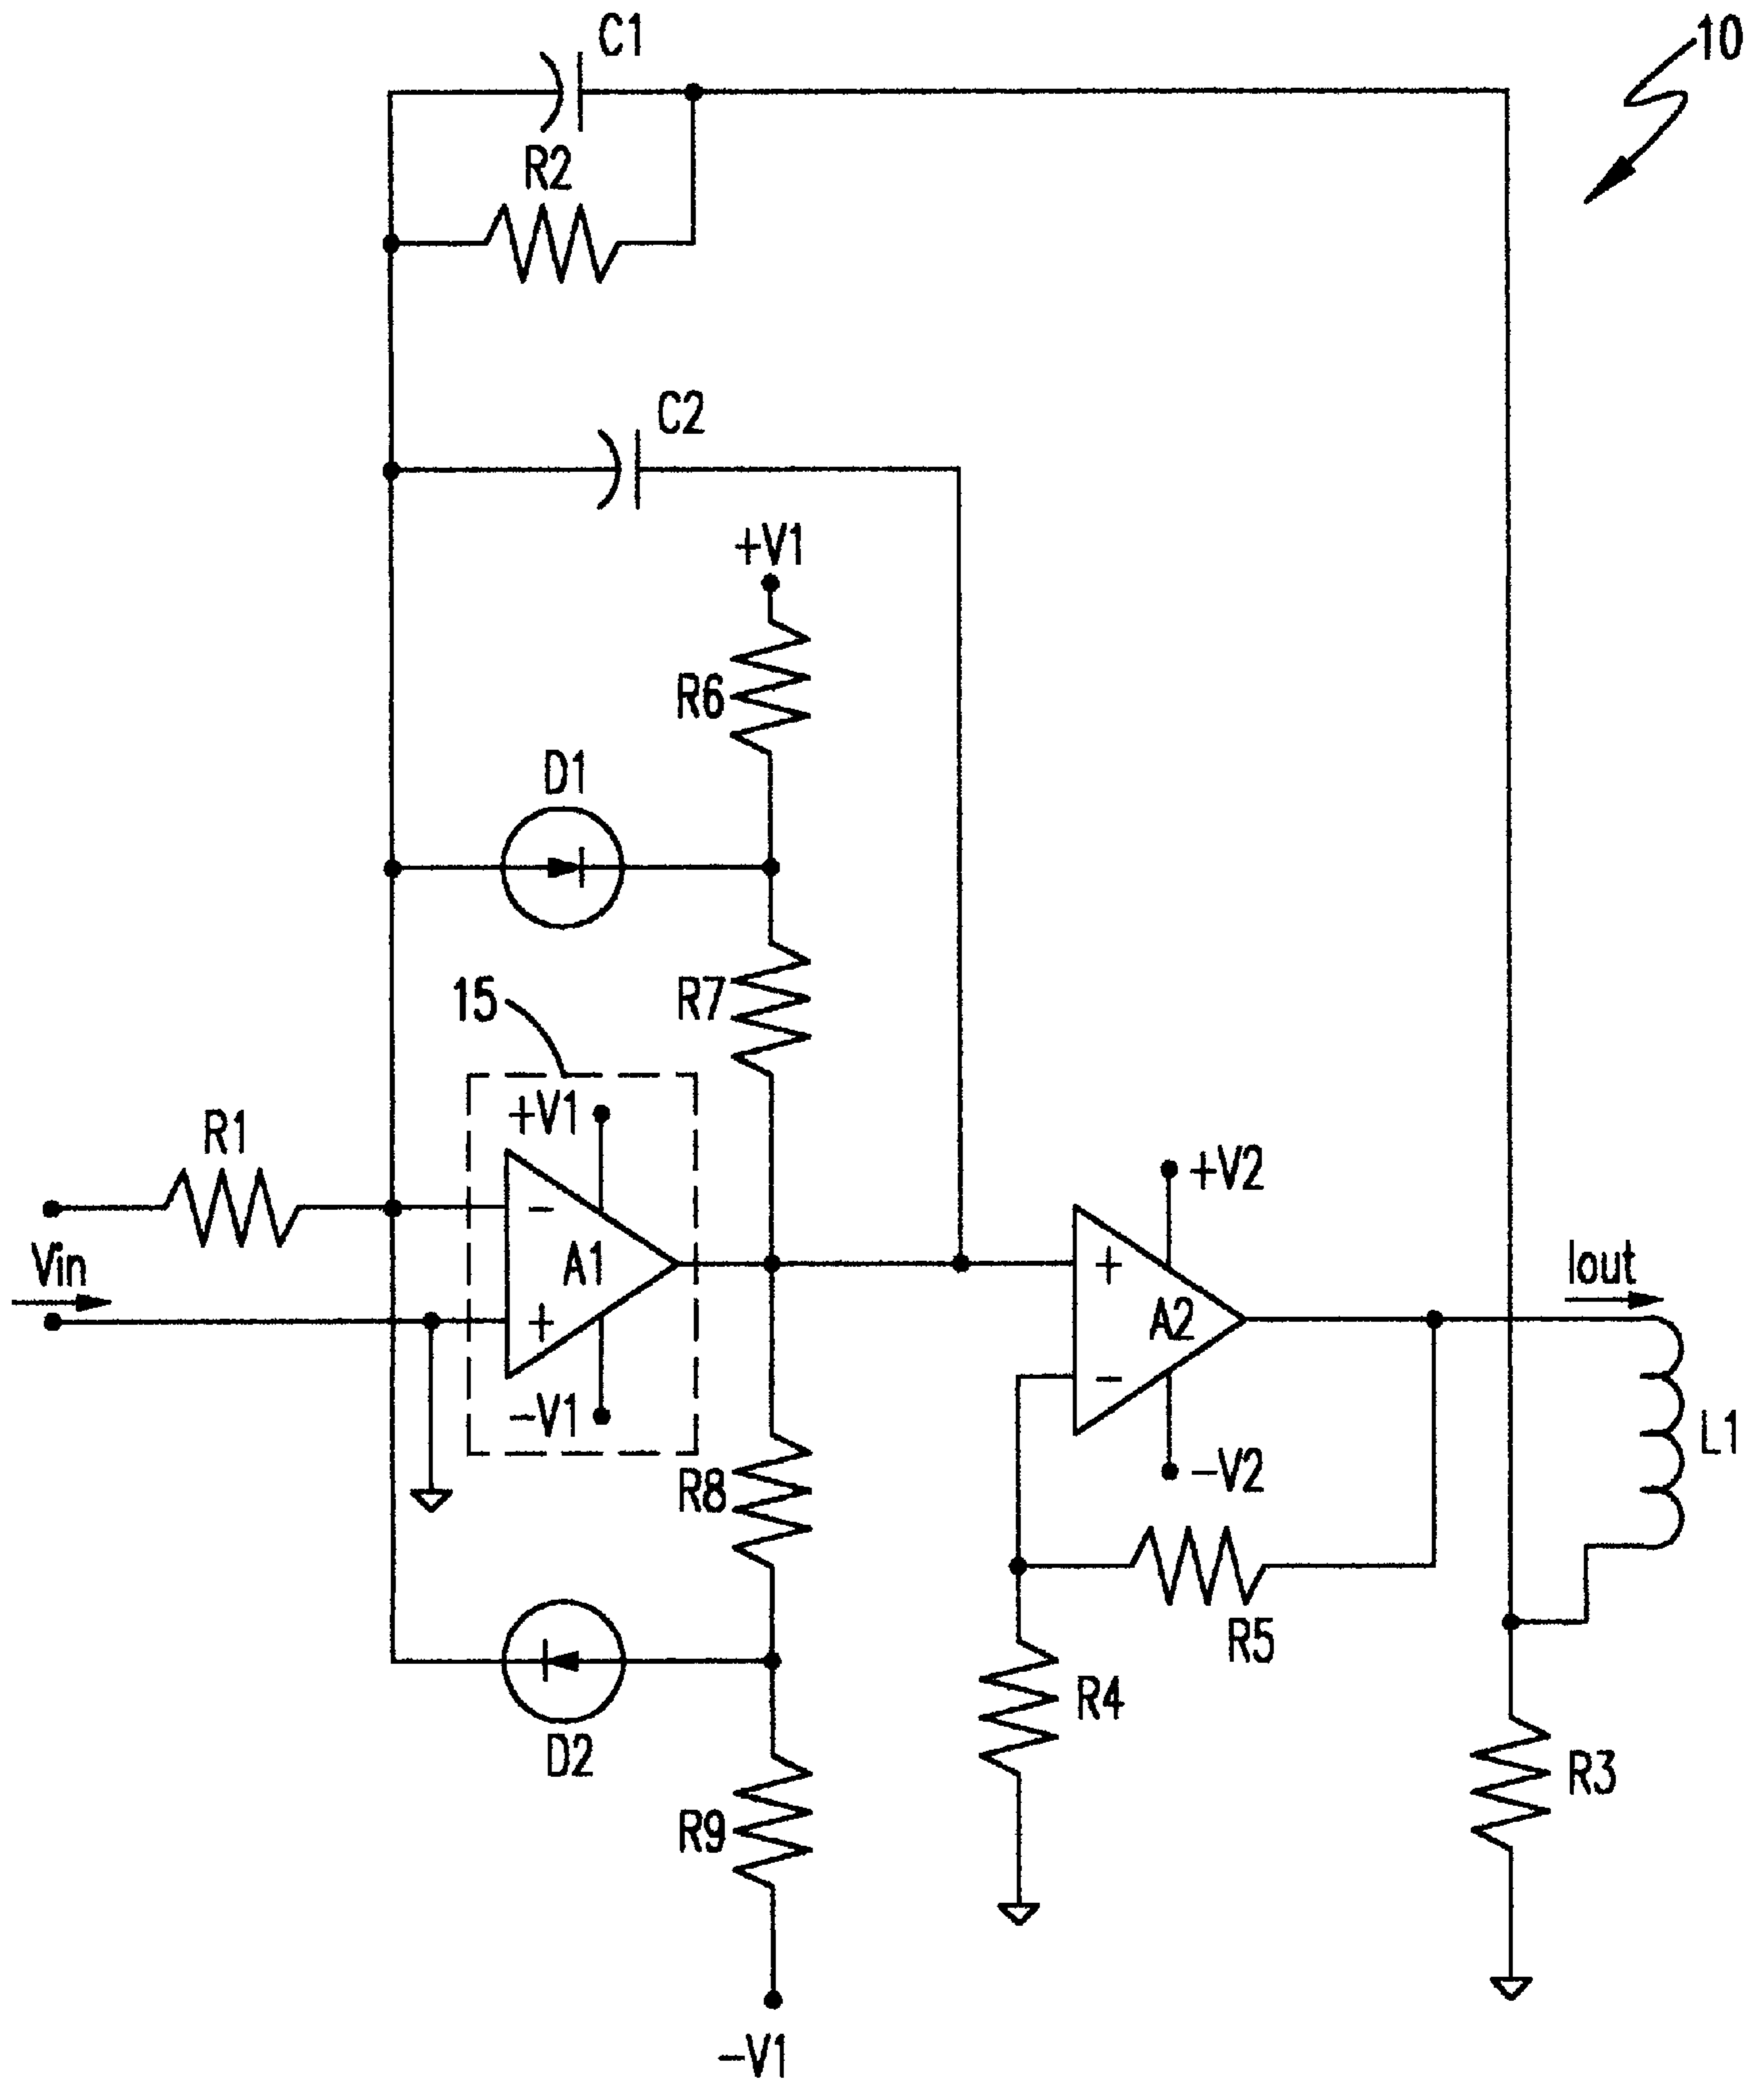 C1
10
R2
C2
+V1
R6
D1
R7
15
+V1
R1
−
A1
Vin
+
−V1
+V2
+
A2
−
−V2
Iout
L1
R8
R5
D2
R4
R9
R3
−V1